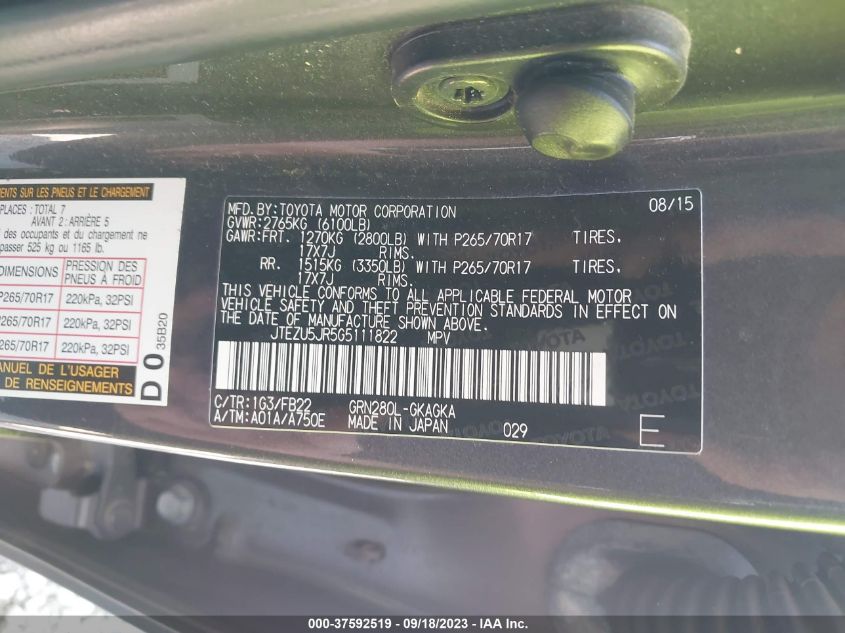 MENTS SUR LES PNEUS ET LE CHARGEMENT
PLACES: TOTAL 7
AVANT 2: ARRIÈRE 5
des occupants et du chargement ne
passer 525 kg ou 1165 lb.
DIMENSIONS PRESSION DES PNEUS À FROID
P265/70R17 220kPa, 32PSI
P265/70R17 220kPa, 32PSI
265/70R17 220kPa, 32PSI
MANUEL DE L'USAGER
DE RENSEIGNEMENTS
D0 35B20
MFD.BY:TOYOTA MOTOR CORPORATION 08/15
GVWR:2765KG (6100LB)
GAWR:FRT. 1270KG (2800LB) WITH P265/70R17 TIRES,
17X7J RIMS.
RR. 1515KG (3350LB) WITH P265/70R17 TIRES,
17X7J RIMS.
THIS VEHICLE CONFORMS TO ALL APPLICABLE FEDERAL MOTOR
VEHICLE SAFETY AND THEFT PREVENTION STANDARDS IN EFFECT ON
THE DATE OF MANUFACTURE SHOWN ABOVE.
JTEZU5JR5G5111822 MPV
C/TR:1G3/FB22 GRN280L-GKAGKA
A/TM:A01A/A750E MADE IN JAPAN 029 E
000-37592519 - 09/18/2023 - IAA Inc.